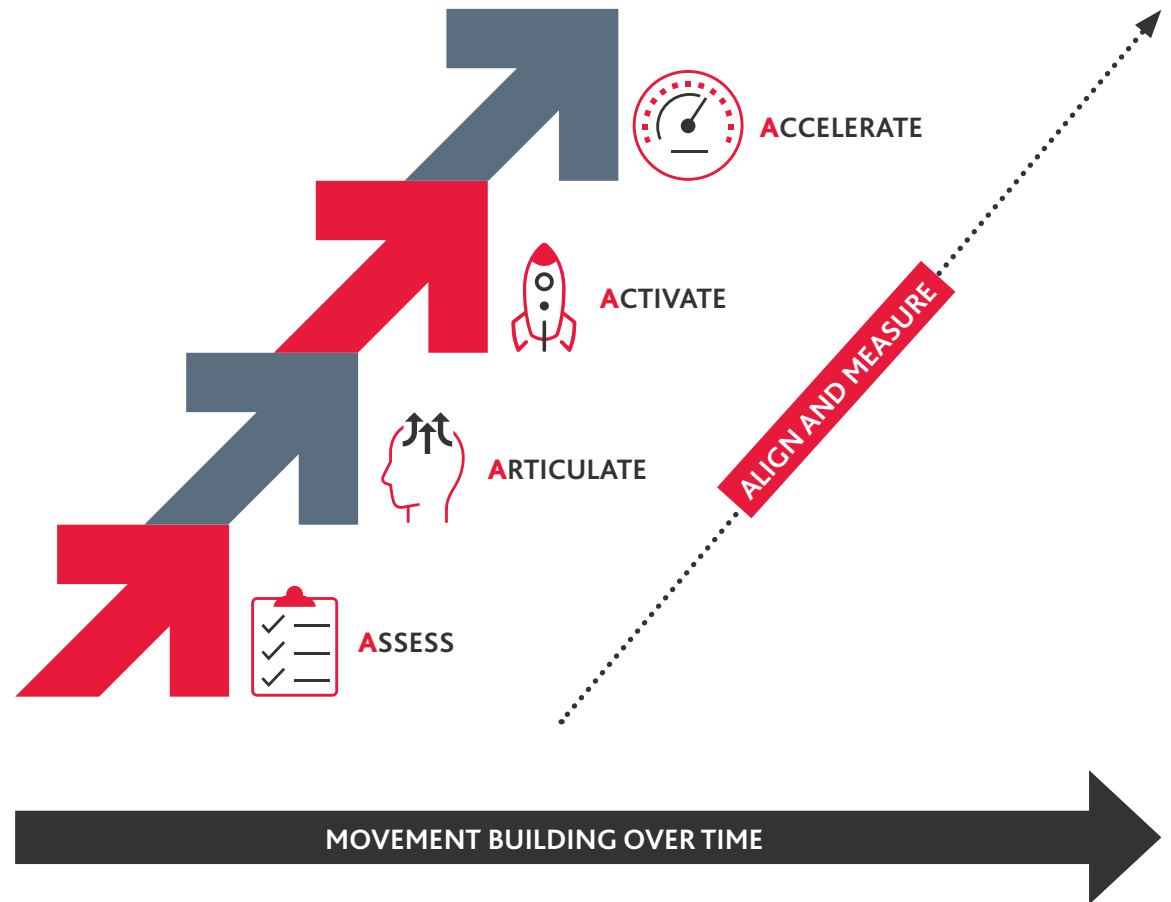 ACCELERATE
ACTIVATE
ARTICULATE
ASSESS
ALIGN AND MEASURE
MOVEMENT BUILDING OVER TIME